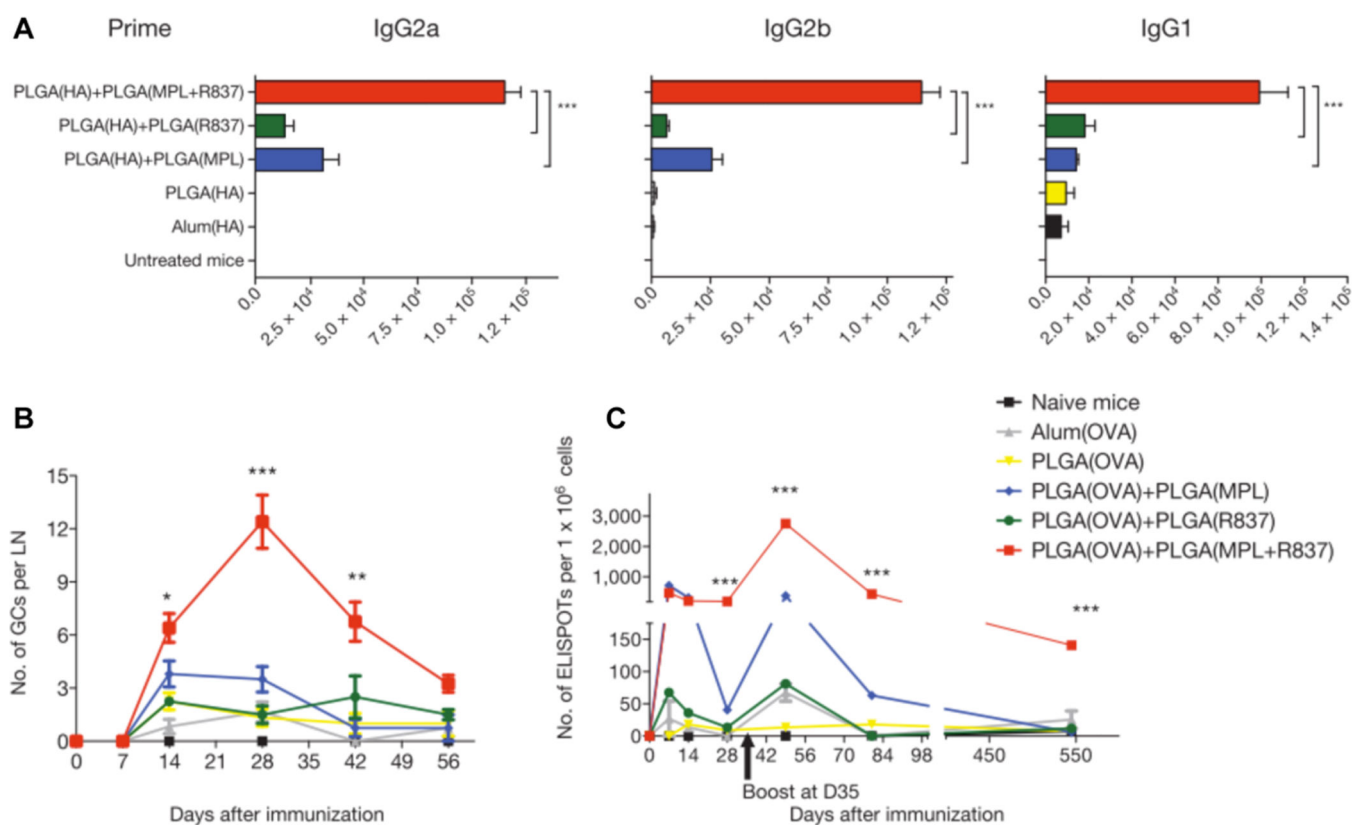 A Prime IgG2a IgG2b IgG1
PLGA(HA)+PLGA(MPL+R837)
PLGA(HA)+PLGA(R837)
PLGA(HA)+PLGA(MPL)
PLGA(HA)
Alum(HA)
Untreated mice
*** *** ***
0.0 2.5 × 10⁴ 5.0 × 10⁴ 7.5 × 10⁴ 1.0 × 10⁵ 1.2 × 10⁵
0.0 2.5 × 10⁴ 5.0 × 10⁴ 7.5 × 10⁴ 1.0 × 10⁵ 1.2 × 10⁵
0.0 2.0 × 10⁴ 4.0 × 10⁴ 6.0 × 10⁴ 8.0 × 10⁴ 1.0 × 10⁵ 1.2 × 10⁵ 1.4 × 10⁵
B
No. of GCs per LN
15
12
9
6
3
0
* *** **
0 7 14 21 28 35 42 49 56
Days after immunization
C
No. of ELISPOTs per 1 x 10⁶ cells
3,000
2,000
1,000
150
100
50
0
*** *** *** ***
0 14 28 42 56 70 84 98 450 550
Boost at D35
Days after immunization
Naive mice
Alum(OVA)
PLGA(OVA)
PLGA(OVA)+PLGA(MPL)
PLGA(OVA)+PLGA(R837)
PLGA(OVA)+PLGA(MPL+R837)